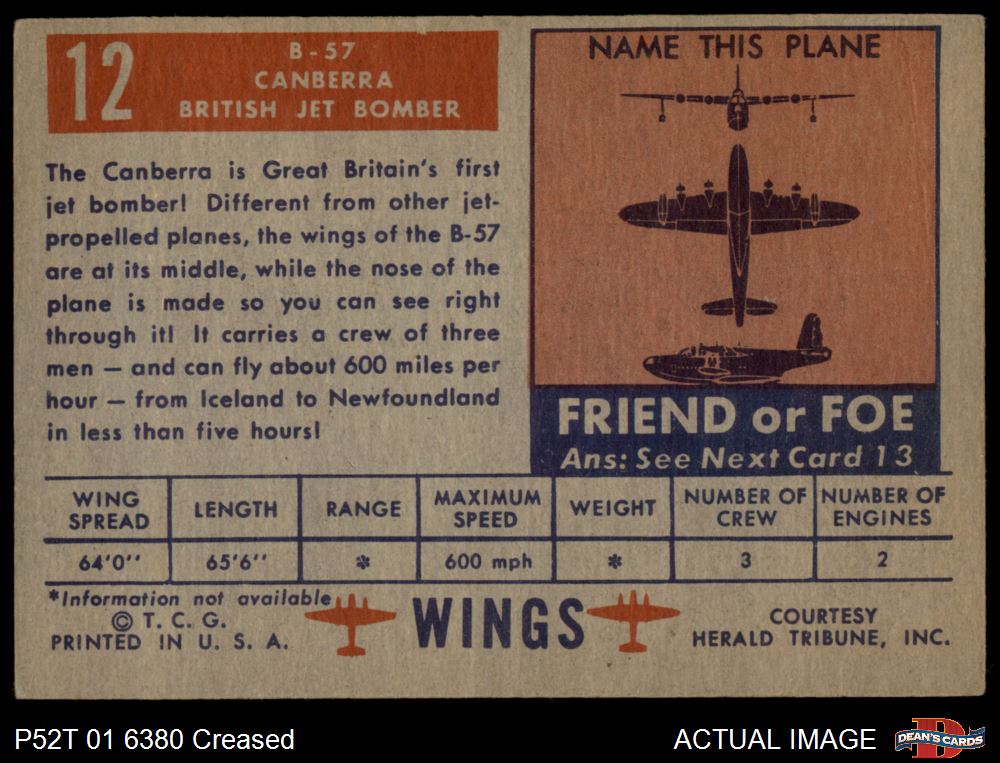 12
B-57
CANBERRA
BRITISH JET BOMBER
The Canberra is Great Britain's first
jet bomber! Different from other jet-
propelled planes, the wings of the B-57
are at its middle, while the nose of the
plane is made so you can see right
through it! It carries a crew of three
men — and can fly about 600 miles per
hour — from Iceland to Newfoundland
in less than five hours!
NAME THIS PLANE
FRIEND or FOE
Ans: See Next Card 13
WING SPREAD
LENGTH
RANGE
MAXIMUM SPEED
WEIGHT
NUMBER OF CREW
NUMBER OF ENGINES
64'0''
65'6''
*
600 mph
*
3
2
*Information not available
© T. C. G.
PRINTED IN U. S. A.
WINGS
COURTESY
HERALD TRIBUNE, INC.
P52T 01 6380 Creased
ACTUAL IMAGE
DEAN'S CARDS